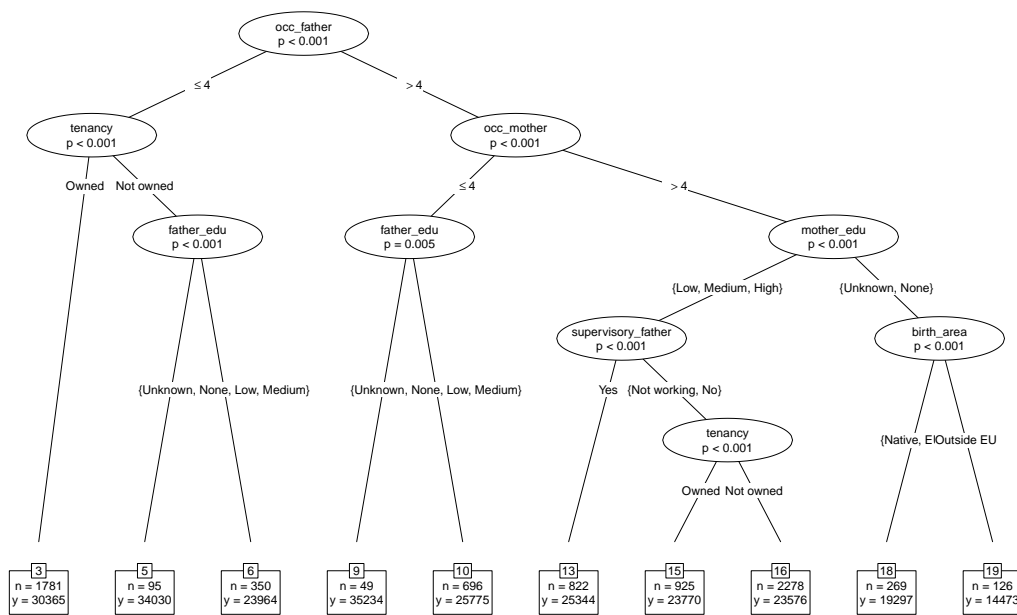 occ_father
p < 0.001
≤ 4
> 4
tenancy
p < 0.001
occ_mother
p < 0.001
Owned
Not owned
≤ 4
> 4
father_edu
p < 0.001
father_edu
p = 0.005
mother_edu
p < 0.001
{Low, Medium, High}
{Unknown, None}
supervisory_father
p < 0.001
birth_area
p < 0.001
{Unknown, None, Low, Medium}
{Unknown, None, Low, Medium}
Yes
{Not working, No}
tenancy
p < 0.001
{Native, E
Outside EU
Owned
Not owned
3
n = 1781
y = 30365
5
n = 95
y = 34030
6
n = 350
y = 23964
9
n = 49
y = 35234
10
n = 696
y = 25775
13
n = 822
y = 25344
15
n = 925
y = 23770
16
n = 2278
y = 23576
18
n = 269
y = 19297
19
n = 126
y = 14473